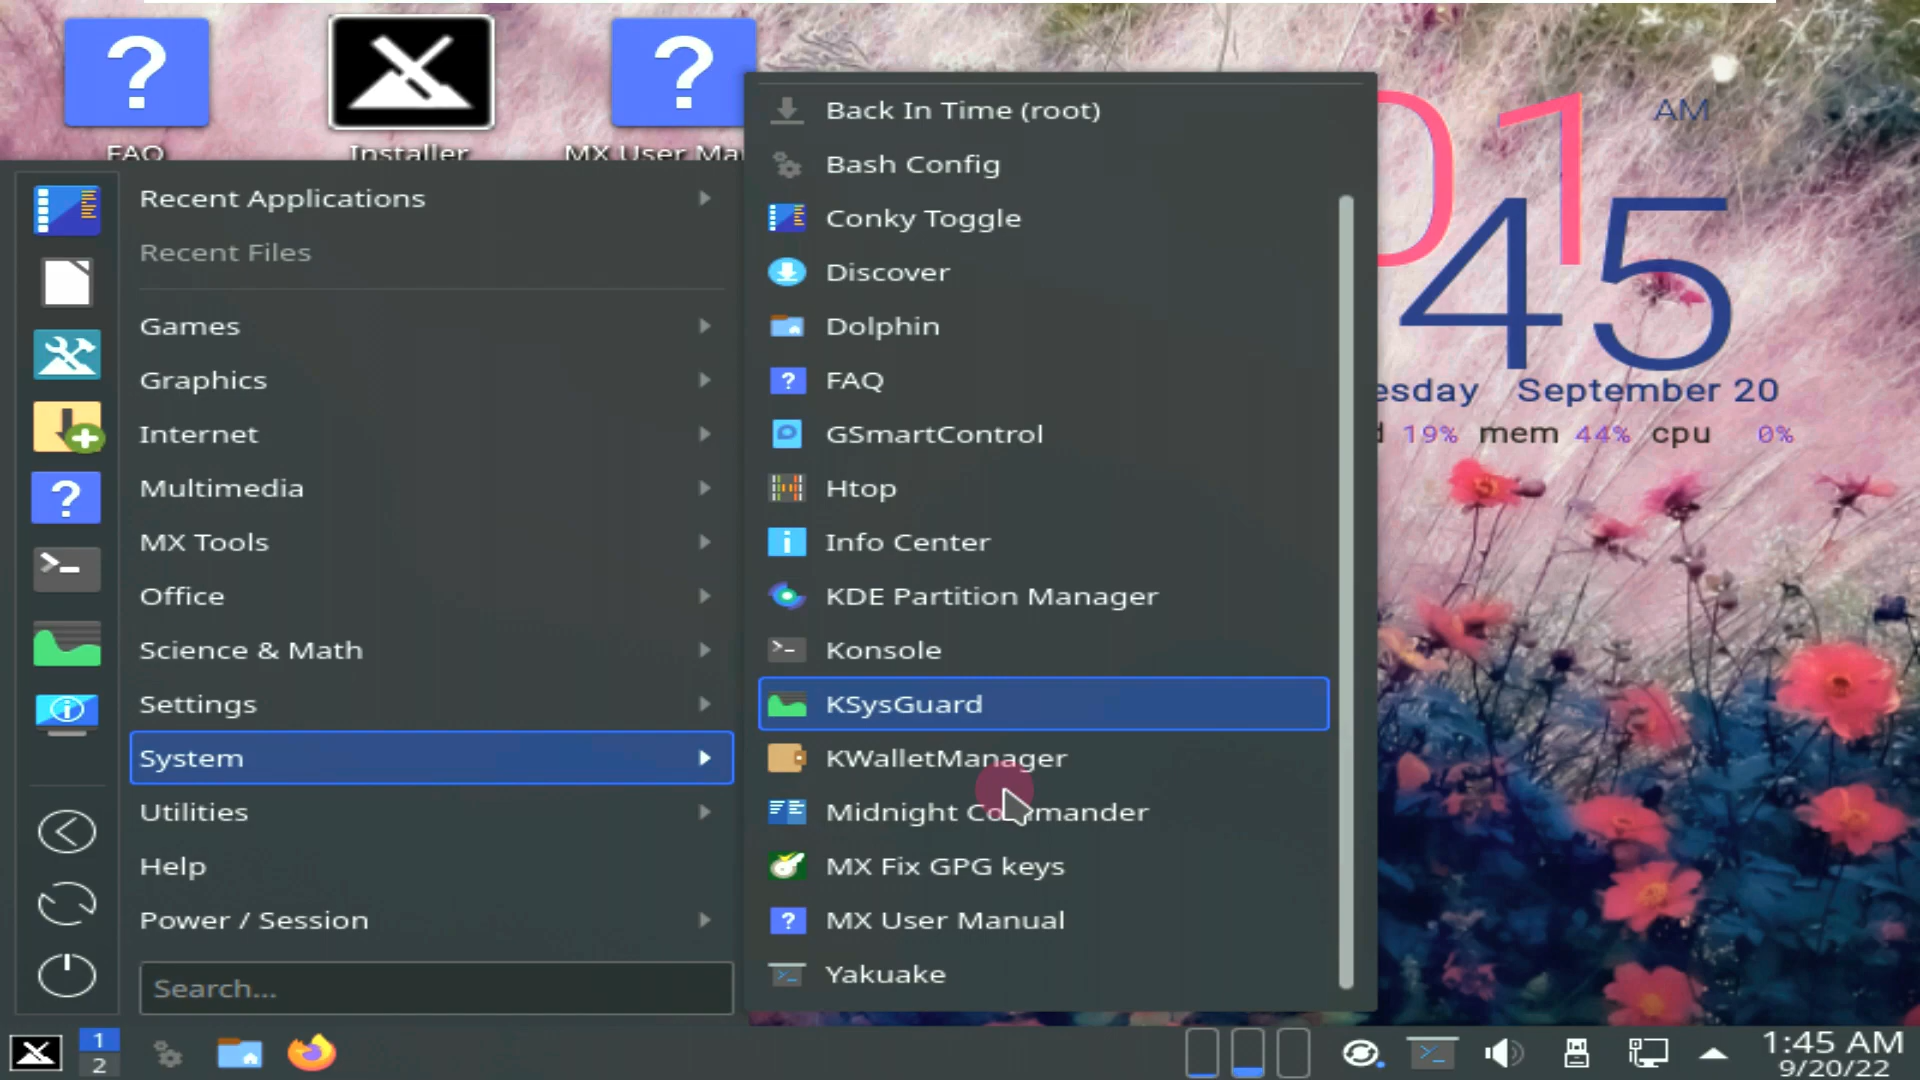 FAQ
Installer
MX User Ma
Recent Applications
Recent Files
Games
Graphics
Internet
Multimedia
MX Tools
Office
Science & Math
Settings
System
Utilities
Help
Power / Session
Search...
Back In Time (root)
Bash Config
Conky Toggle
Discover
Dolphin
FAQ
GSmartControl
Htop
Info Center
KDE Partition Manager
Konsole
KSysGuard
KWalletManager
Midnight Commander
MX Fix GPG keys
MX User Manual
Yakuake
01 AM
45
esday September 20
d 19% mem 44% cpu 0%
1
2
1:45 AM
9/20/22